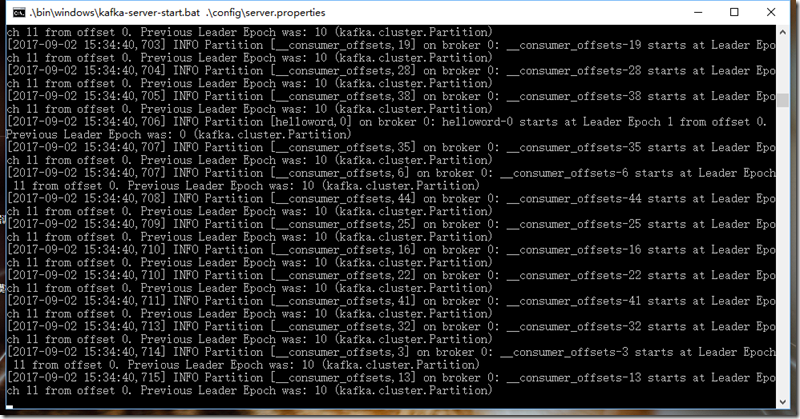 .\bin\windows\kafka-server-start.bat .\config\server.properties
ch 11 from offset 0. Previous Leader Epoch was: 10 (kafka.cluster.Partition)
[2017-09-02 15:34:40,703] INFO Partition [__consumer_offsets,19] on broker 0: __consumer_offsets-19 starts at Leader Epo
ch 11 from offset 0. Previous Leader Epoch was: 10 (kafka.cluster.Partition)
[2017-09-02 15:34:40,704] INFO Partition [__consumer_offsets,28] on broker 0: __consumer_offsets-28 starts at Leader Epo
ch 11 from offset 0. Previous Leader Epoch was: 10 (kafka.cluster.Partition)
[2017-09-02 15:34:40,705] INFO Partition [__consumer_offsets,38] on broker 0: __consumer_offsets-38 starts at Leader Epo
ch 11 from offset 0. Previous Leader Epoch was: 10 (kafka.cluster.Partition)
[2017-09-02 15:34:40,706] INFO Partition [helloword,0] on broker 0: helloword-0 starts at Leader Epoch 1 from offset 0.
Previous Leader Epoch was: 0 (kafka.cluster.Partition)
[2017-09-02 15:34:40,707] INFO Partition [__consumer_offsets,35] on broker 0: __consumer_offsets-35 starts at Leader Epo
ch 11 from offset 0. Previous Leader Epoch was: 10 (kafka.cluster.Partition)
[2017-09-02 15:34:40,707] INFO Partition [__consumer_offsets,6] on broker 0: __consumer_offsets-6 starts at Leader Epoch
 11 from offset 0. Previous Leader Epoch was: 10 (kafka.cluster.Partition)
[2017-09-02 15:34:40,708] INFO Partition [__consumer_offsets,44] on broker 0: __consumer_offsets-44 starts at Leader Epo
ch 11 from offset 0. Previous Leader Epoch was: 10 (kafka.cluster.Partition)
[2017-09-02 15:34:40,709] INFO Partition [__consumer_offsets,25] on broker 0: __consumer_offsets-25 starts at Leader Epo
ch 11 from offset 0. Previous Leader Epoch was: 10 (kafka.cluster.Partition)
[2017-09-02 15:34:40,710] INFO Partition [__consumer_offsets,16] on broker 0: __consumer_offsets-16 starts at Leader Epo
ch 11 from offset 0. Previous Leader Epoch was: 10 (kafka.cluster.Partition)
[2017-09-02 15:34:40,710] INFO Partition [__consumer_offsets,22] on broker 0: __consumer_offsets-22 starts at Leader Epo
ch 11 from offset 0. Previous Leader Epoch was: 10 (kafka.cluster.Partition)
[2017-09-02 15:34:40,711] INFO Partition [__consumer_offsets,41] on broker 0: __consumer_offsets-41 starts at Leader Epo
ch 11 from offset 0. Previous Leader Epoch was: 10 (kafka.cluster.Partition)
[2017-09-02 15:34:40,713] INFO Partition [__consumer_offsets,32] on broker 0: __consumer_offsets-32 starts at Leader Epo
ch 11 from offset 0. Previous Leader Epoch was: 10 (kafka.cluster.Partition)
[2017-09-02 15:34:40,714] INFO Partition [__consumer_offsets,3] on broker 0: __consumer_offsets-3 starts at Leader Epoch
 11 from offset 0. Previous Leader Epoch was: 10 (kafka.cluster.Partition)
[2017-09-02 15:34:40,715] INFO Partition [__consumer_offsets,13] on broker 0: __consumer_offsets-13 starts at Leader Epo
ch 11 from offset 0. Previous Leader Epoch was: 10 (kafka.cluster.Partition)